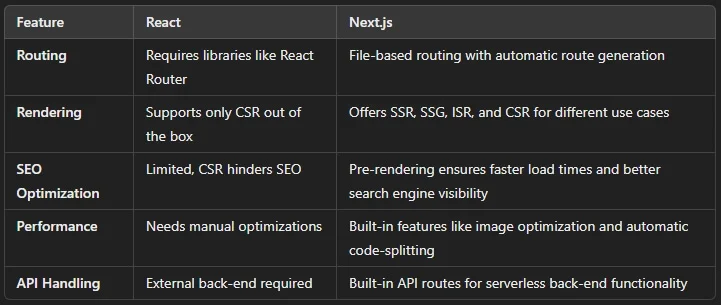 Feature React Next.js
Routing Requires libraries like React File-based routing with automatic route generation
Router
Rendering Supports only CSR out of Offers SSR, SSG, ISR, and CSR for different use cases
the box
SEO Limited, CSR hinders SEO Pre-rendering ensures faster load times and better
Optimization search engine visibility
Performance Needs manual optimizations Built-in features like image optimization and automatic
code-splitting
API Handling External back-end required Built-in API routes for serverless back-end functionality